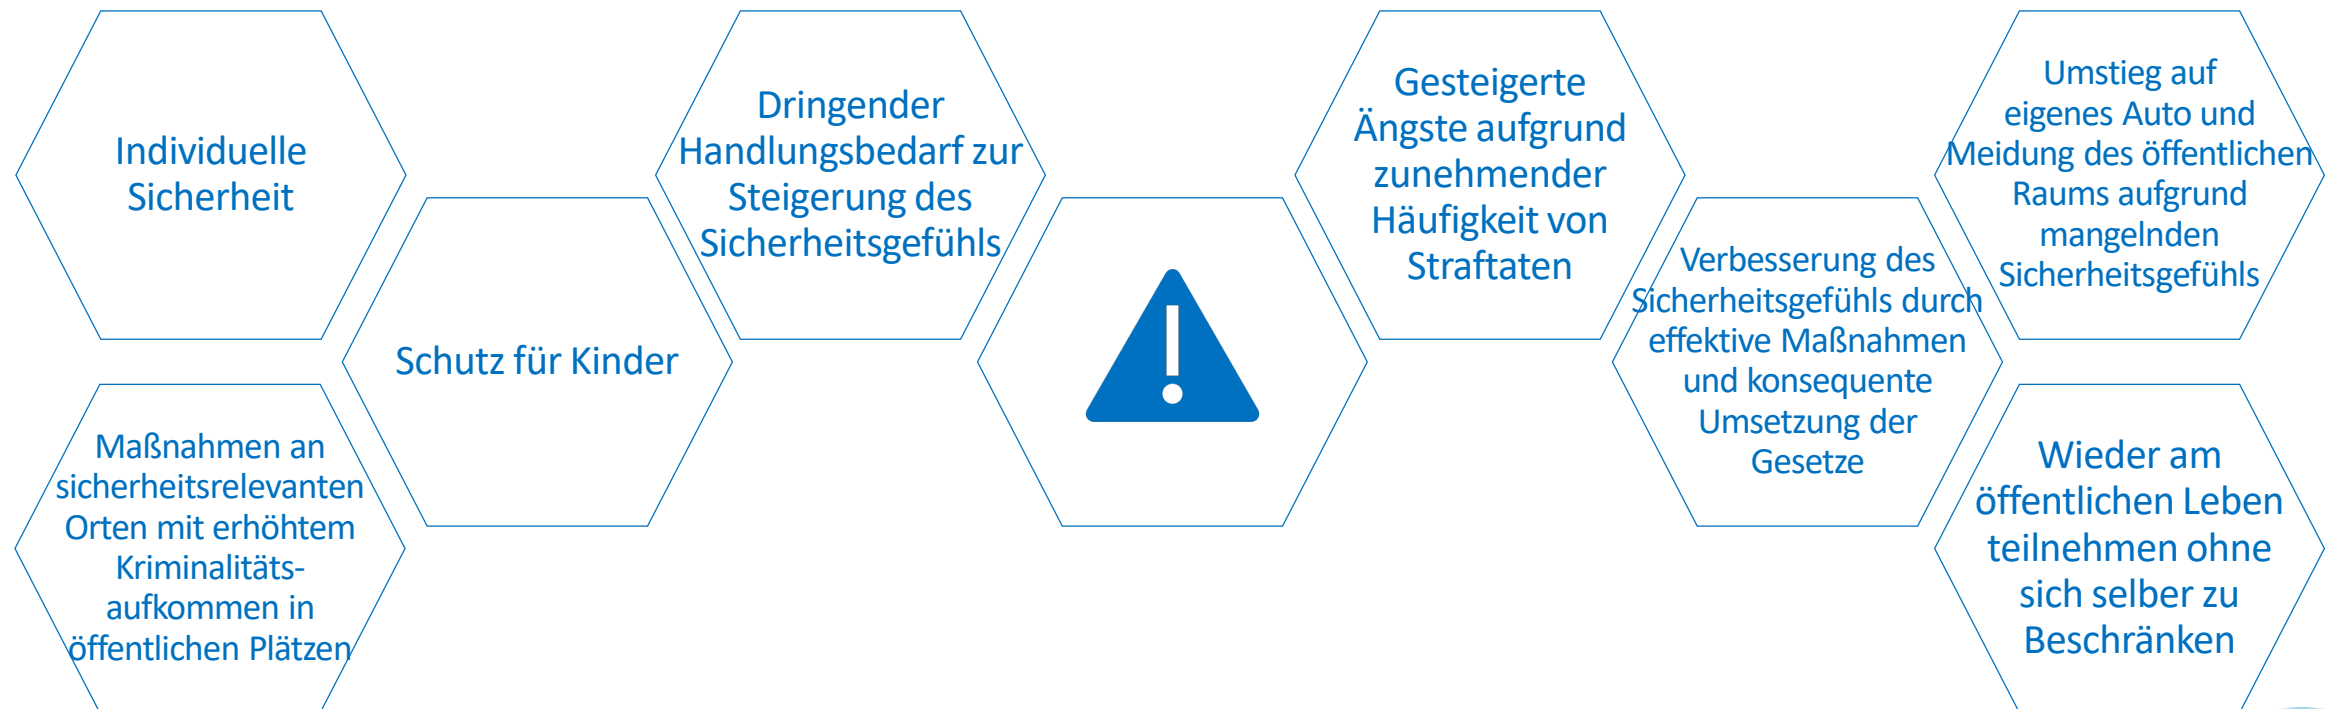 Individuelle
Sicherheit
Maßnahmen an
sicherheitsrelevanten
Orten mit erhöhtem
Kriminalitäts-
aufkommen in
öffentlichen Plätzen
Schutz für Kinder
Dringender
Handlungsbedarf zur
Steigerung des
Sicherheitsgefühls
Gesteigerte
Ängste aufgrund
zunehmender
Häufigkeit von
Straftaten
Verbesserung des
Sicherheitsgefühls durch
effektive Maßnahmen
und konsequente
Umsetzung der
Gesetze
Umstieg auf
eigenes Auto und
Meidung des öffentlichen
Raums aufgrund
mangelnden
Sicherheitsgefühls
Wieder am
öffentlichen Leben
teilnehmen ohne
sich selber zu
Beschränken